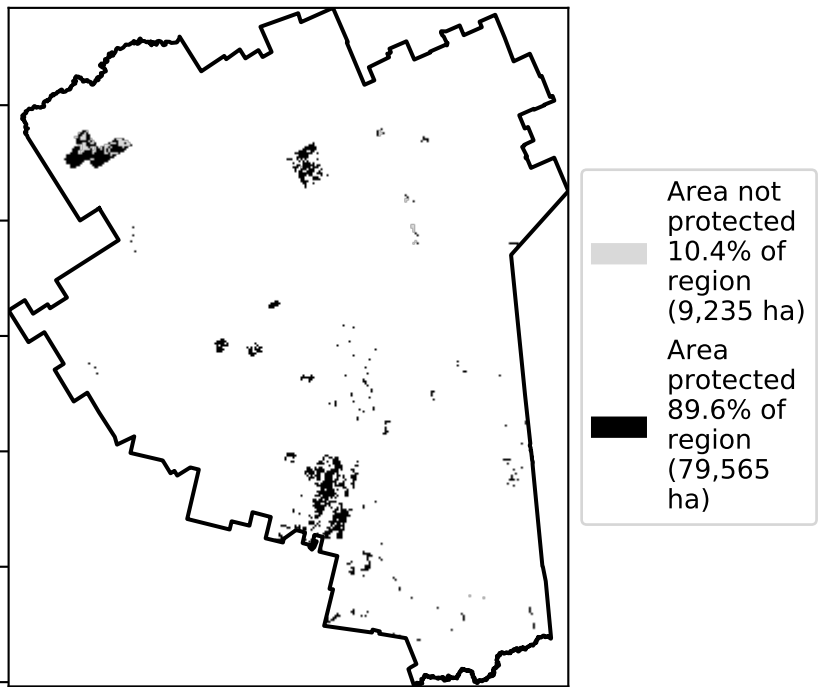 Area not
protected
10.4% of
region
(9,235 ha)
Area
protected
89.6% of
region
(79,565
ha)